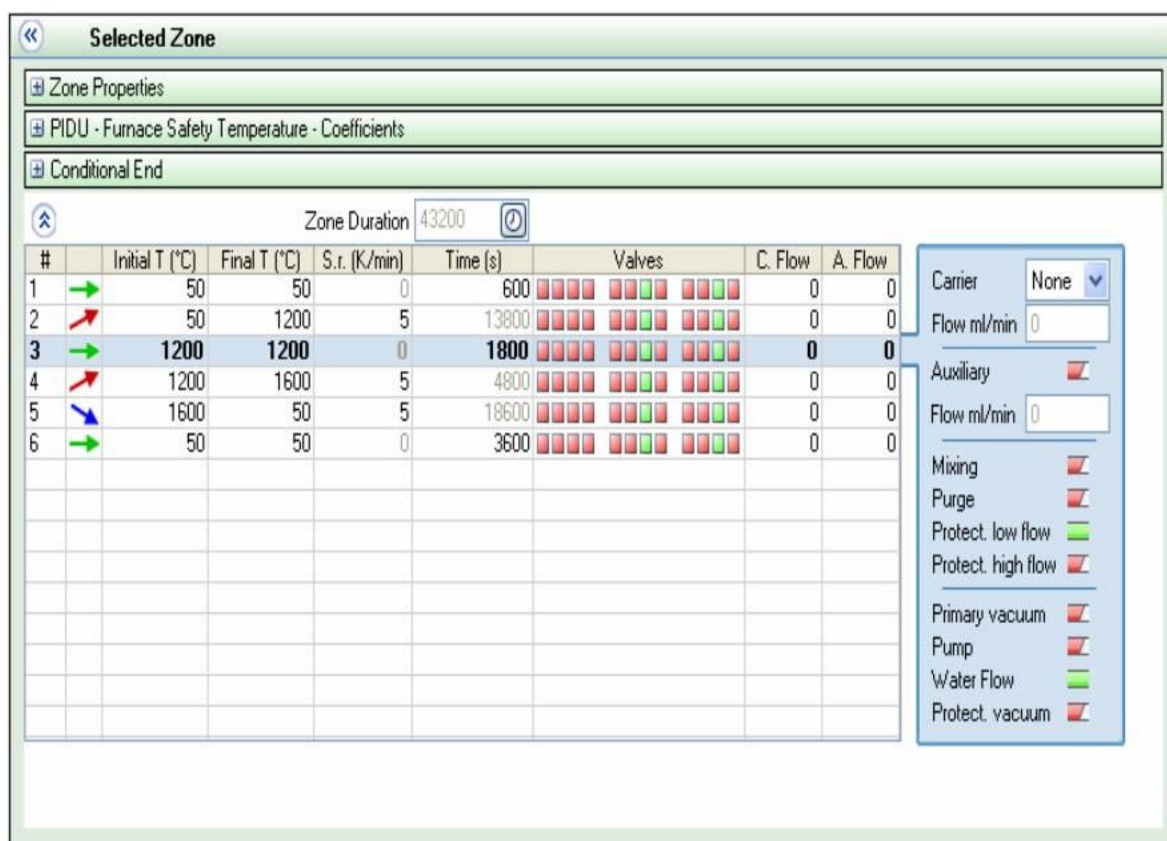 Selected Zone
Zone Properties
PIDU - Furnace Safety Temperature - Coefficients
Conditional End
Zone Duration 43200
# Initial T (°C) Final T (°C) S.r. (K/min) Time (s) Valves C. Flow A. Flow
1 50 50 0 600 0 0
2 50 1200 5 13800 0 0
3 1200 1200 0 1800 0 0
4 1200 1600 5 4800 0 0
5 1600 50 5 18600 0 0
6 50 50 0 3600 0 0
Carrier None
Flow ml/min 0
Auxiliary
Flow ml/min 0
Mixing
Purge
Protect. low flow
Protect. high flow
Primary vacuum
Pump
Water Flow
Protect. vacuum